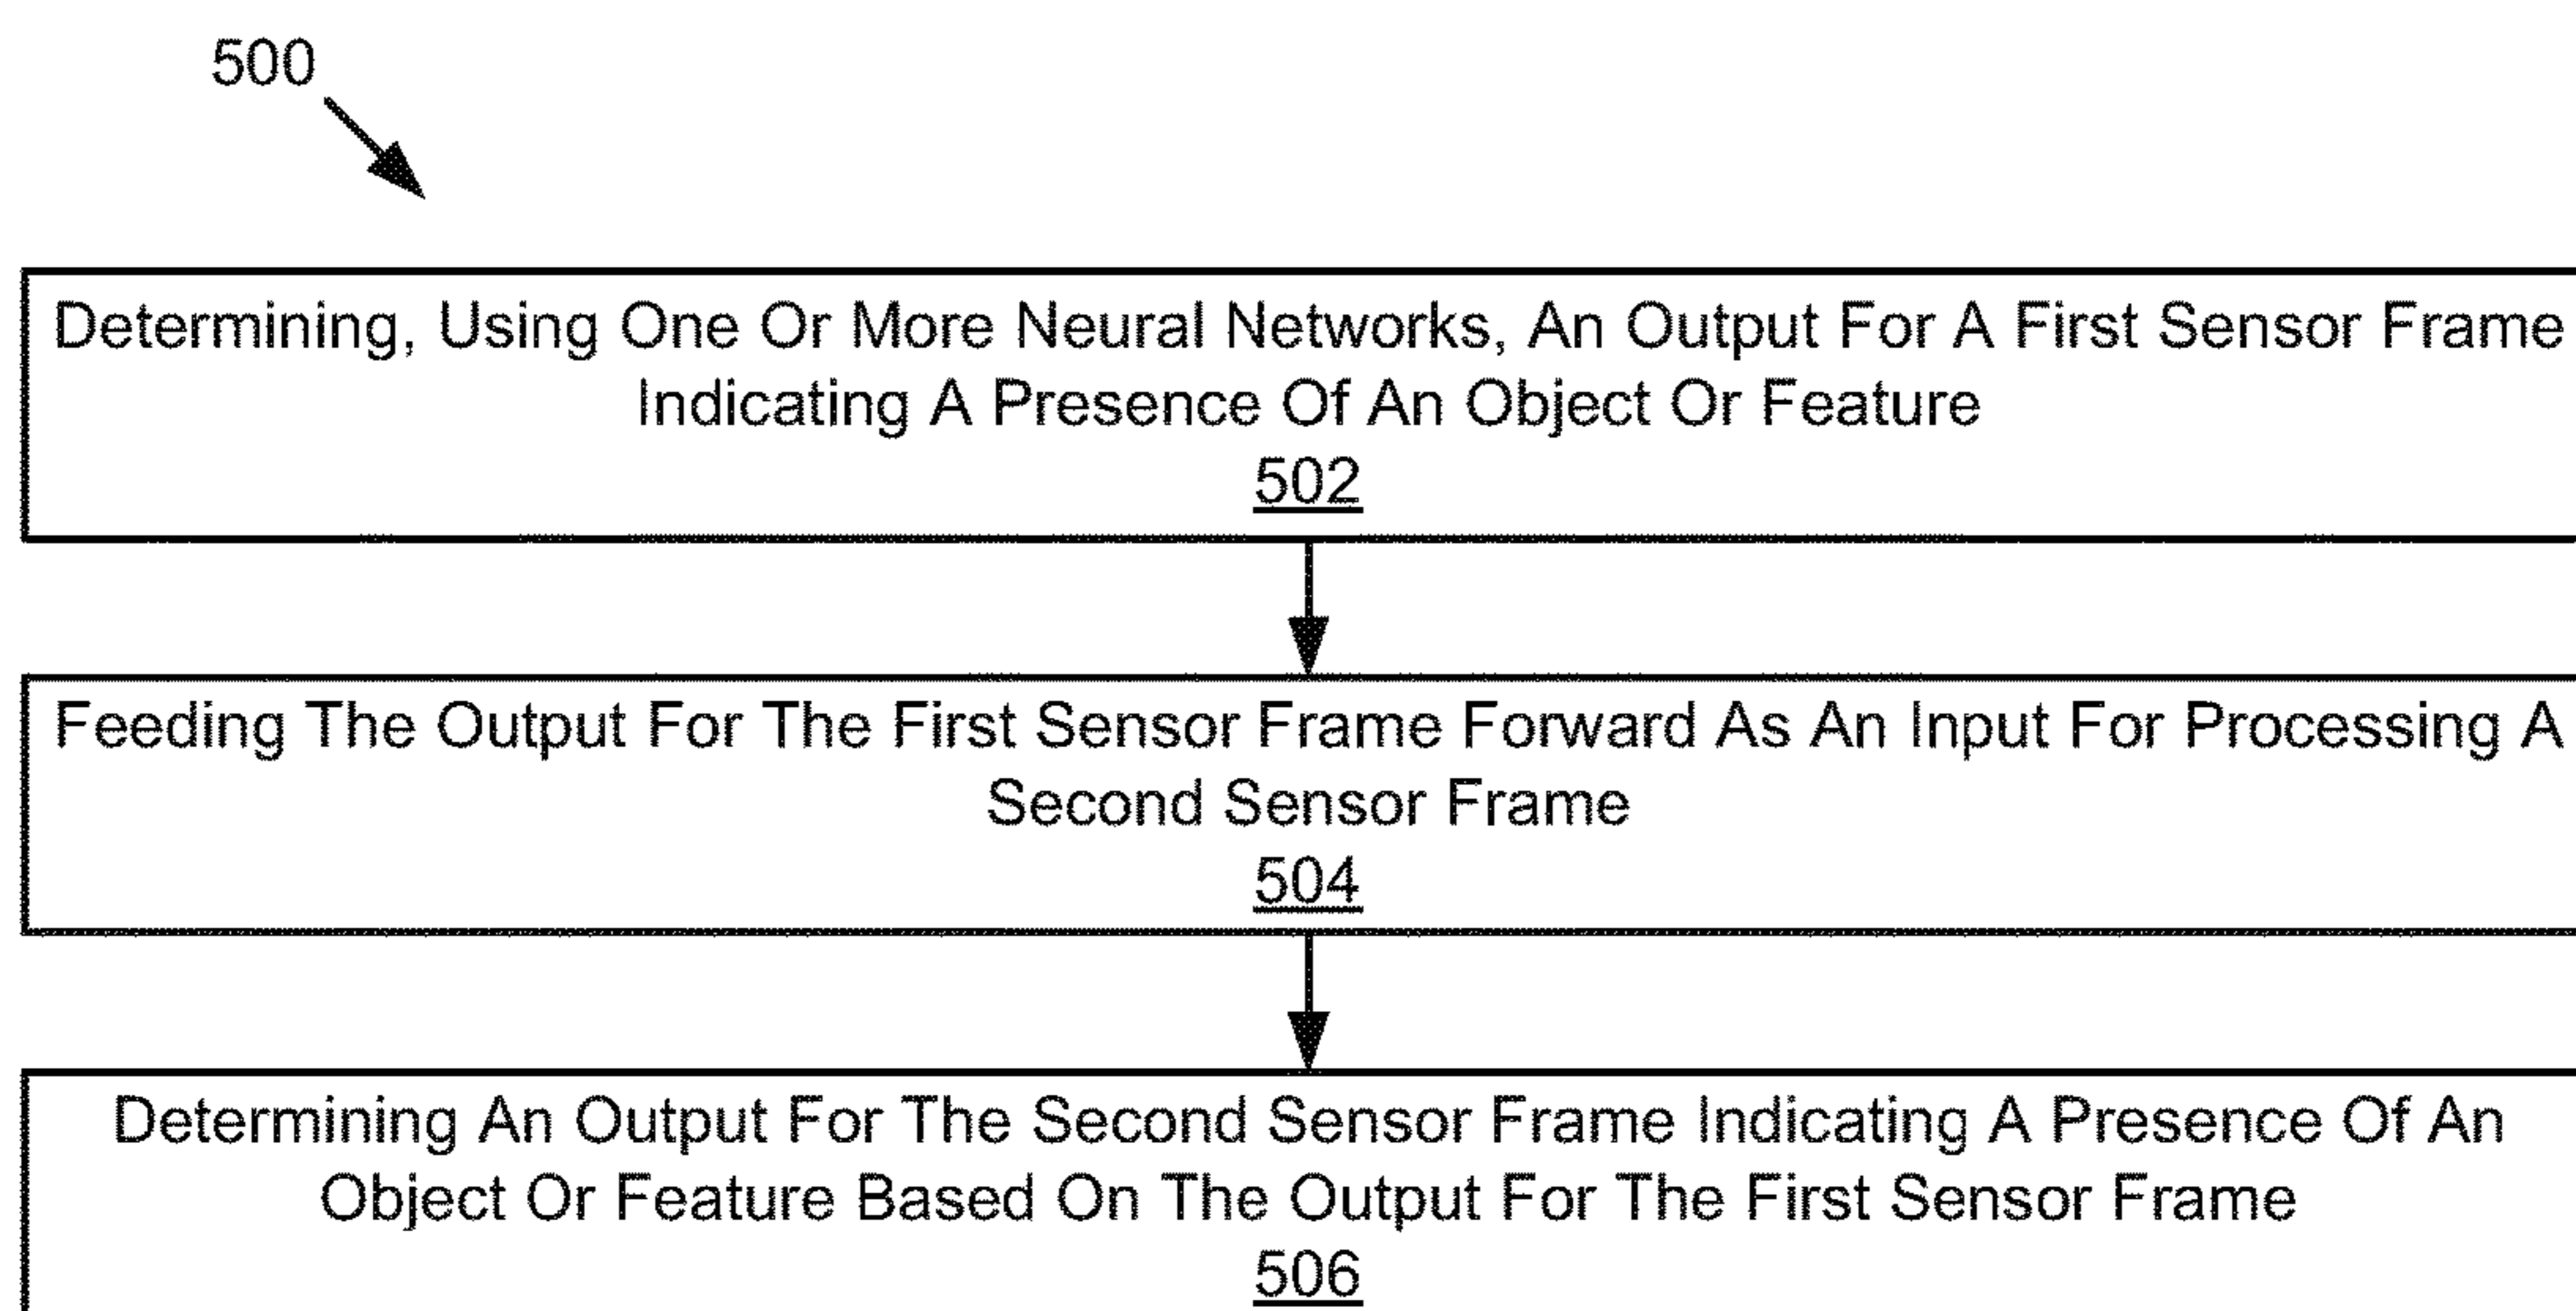 500
Determining, Using One Or More Neural Networks, An Output For A First Sensor Frame
Indicating A Presence Of An Object Or Feature
502
Feeding The Output For The First Sensor Frame Forward As An Input For Processing A
Second Sensor Frame
504
Determining An Output For The Second Sensor Frame Indicating A Presence Of An
Object Or Feature Based On The Output For The First Sensor Frame
506